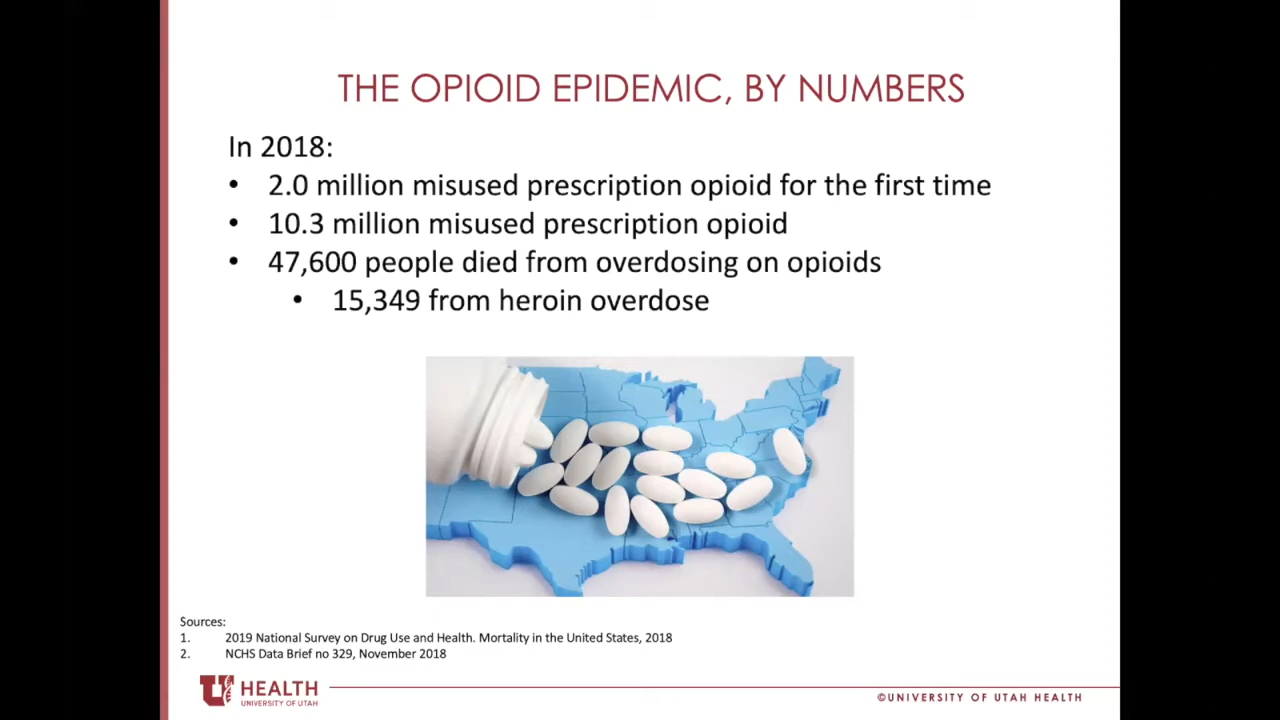 THE OPIOID EPIDEMIC, BY NUMBERS
In 2018:
• 2.0 million misused prescription opioid for the first time
• 10.3 million misused prescription opioid
• 47,600 people died from overdosing on opioids
• 15,349 from heroin overdose
Sources:
1. 2019 National Survey on Drug Use and Health. Mortality in the United States, 2018
2. NCHS Data Brief no 329, November 2018
U HEALTH
UNIVERSITY OF UTAH
©UNIVERSITY OF UTAH HEALTH